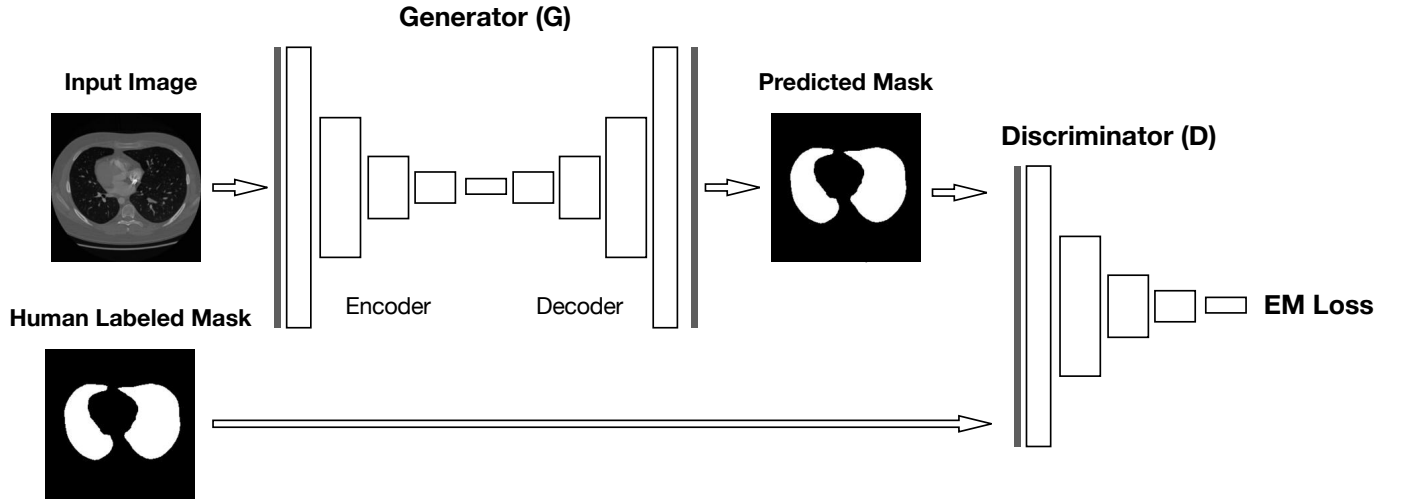 Generator (G)
Input Image
Predicted Mask
Discriminator (D)
Encoder
Decoder
EM Loss
Human Labeled Mask